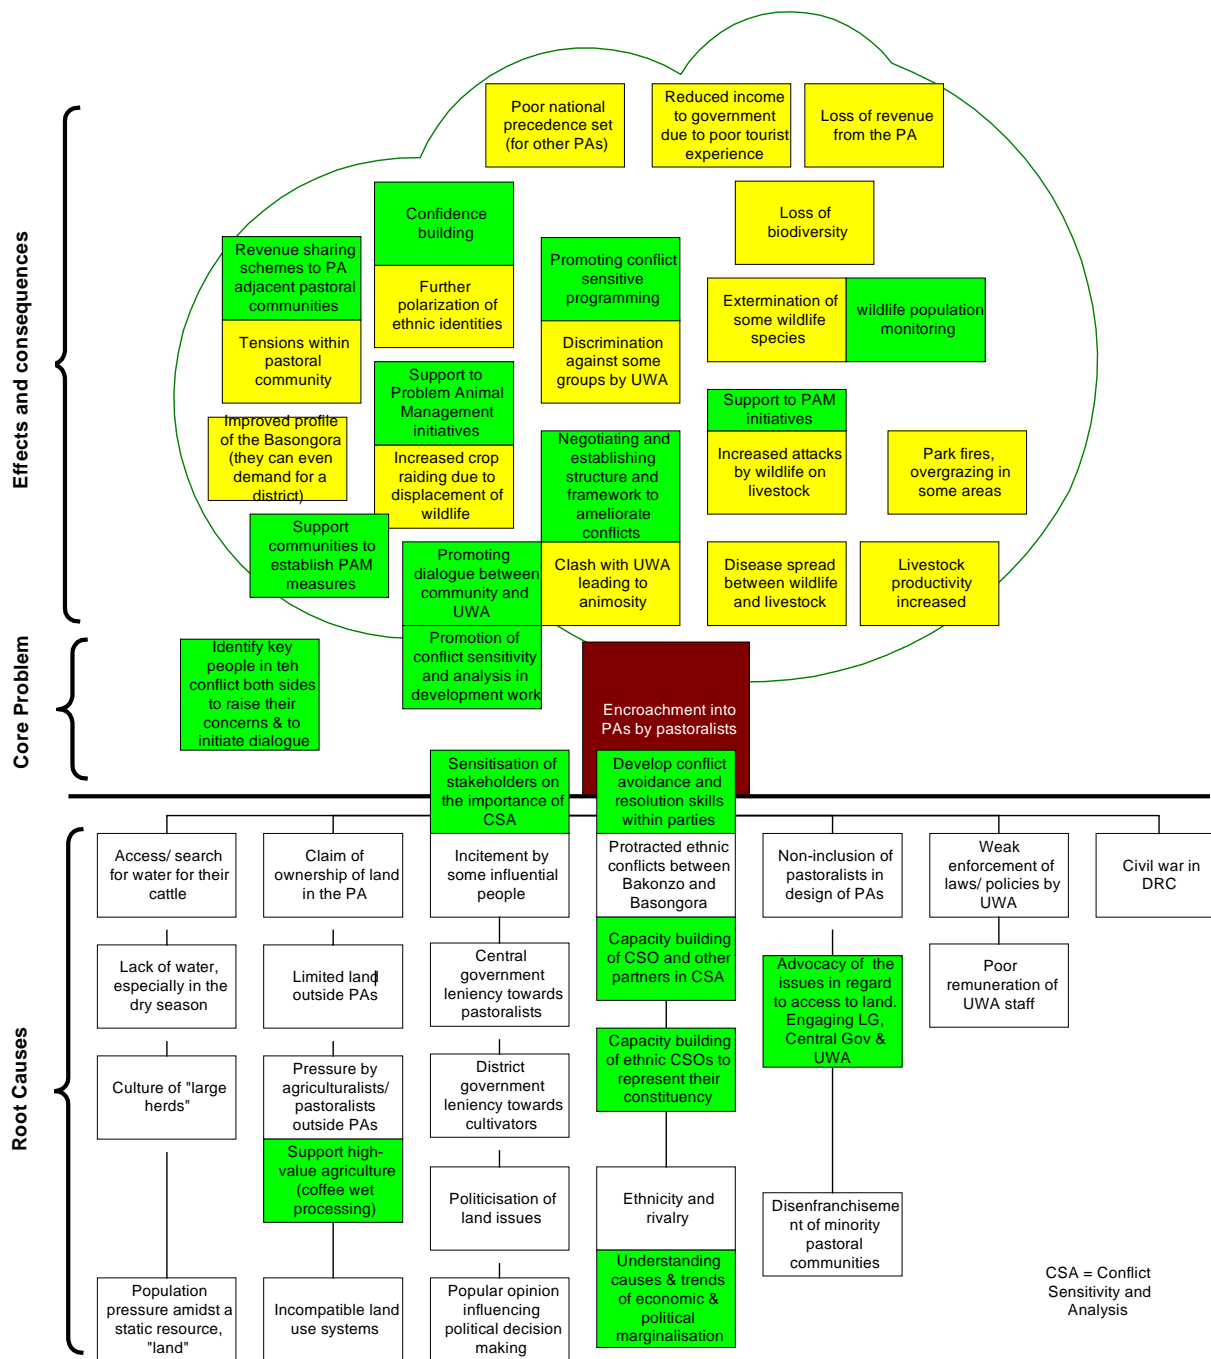 Effects and consequences
Poor national
precedence set
(for other PAs)
Reduced income
to government
due to poor tourist
experience
Loss of revenue
from the PA
Confidence
building
Loss of
biodiversity
Revenue sharing
schemes to PA
adjacent pastoral
communities
Promoting conflict
sensitive
programming
Further
polarization of
ethnic identities
Extermination of
some wildlife
species
wildlife population
monitoring
Tensions within
pastoral
community
Discrimination
against some
groups by UWA
Support to
Problem Animal
Management
initiatives
Support to PAM
initiatives
Improved profile
of the Basongora
(they can even
demand for a
district)
Increased crop
raiding due to
displacement of
wildlife
Negotiating and
establishing
structure and
framework to
ameliorate
conflicts
Increased attacks
by wildlife on
livestock
Park fires,
overgrazing in
some areas
Support
communities to
establish PAM
measures
Promoting
dialogue between
community and
UWA
Clash with UWA
leading to
animosity
Disease spread
between wildlife
and livestock
Livestock
productivity
increased
Core Problem
Identify key
people in teh
conflict both sides
to raise their
concerns & to
initiate dialogue
Promotion of
conflict sensitivity
and analysis in
development work
Encroachment into
PAs by pastoralists
Sensitisation of
stakeholders on
the importance of
CSA
Develop conflict
avoidance and
resolution skills
within parties
Root Causes
Access/ search
for water for their
cattle
Claim of
ownership of land
in the PA
Incitement by
some influential
people
Protracted ethnic
conflicts between
Bakonzo and
Basongora
Non-inclusion of
pastoralists in
design of PAs
Weak
enforcement of
laws/ policies by
UWA
Civil war in
DRC
Lack of water,
especially in the
dry season
Limited land
outside PAs
Central
government
leniency towards
pastoralists
Capacity building
of CSO and other
partners in CSA
Advocacy of the
issues in regard
to access to land.
Engaging LG,
Central Gov &
UWA
Poor
remuneration of
UWA staff
Culture of "large
herds"
Pressure by
agriculturalists/
pastoralists
outside PAs
District
government
leniency towards
cultivators
Capacity building
of ethnic CSOs to
represent their
constituency
Support high-
value agriculture
(coffee wet
processing)
Politicisation of
land issues
Ethnicity and
rivalry
Disenfranchiseme
nt of minority
pastoral
communities
Population
pressure amidst a
static resource,
"land"
Incompatible land
use systems
Popular opinion
influencing
political decision
making
Understanding
causes & trends
of economic &
political
marginalisation
CSA = Conflict
Sensitivity and
Analysis